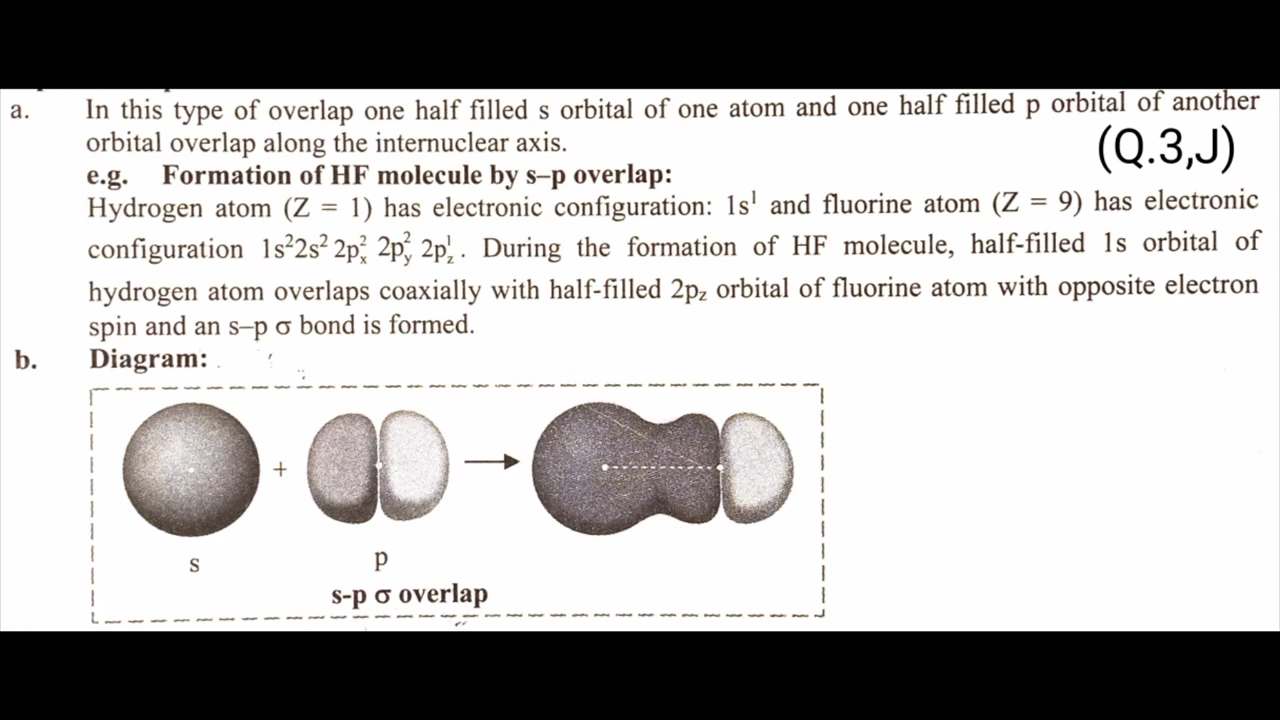 a. In this type of overlap one half filled s orbital of one atom and one half filled p orbital of another
orbital overlap along the internuclear axis.
(Q.3,J)
e.g. Formation of HF molecule by s–p overlap:
Hydrogen atom (Z = 1) has electronic configuration: 1s¹ and fluorine atom (Z = 9) has electronic
configuration 1s²2s² 2pₓ² 2pᵧ² 2p_z¹. During the formation of HF molecule, half-filled 1s orbital of
hydrogen atom overlaps coaxially with half-filled 2p_z orbital of fluorine atom with opposite electron
spin and an s–p σ bond is formed.
b. Diagram:
+
s p
s-p σ overlap